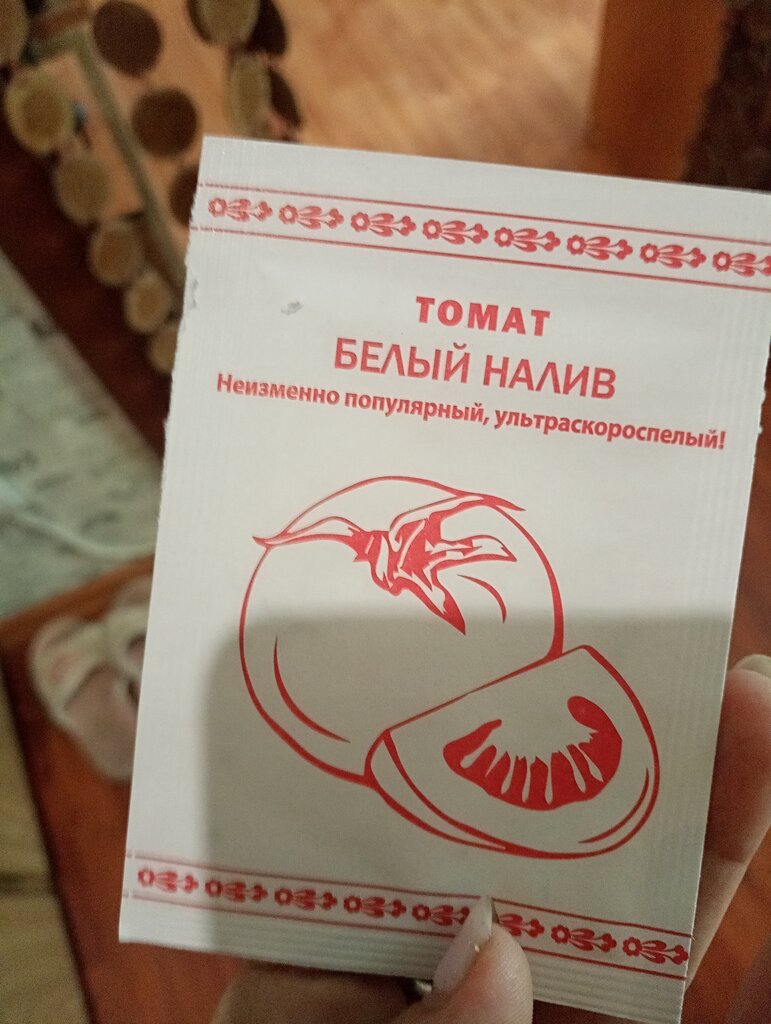 ТОМАТ
БЕЛЫЙ НАЛИВ
Неизменно популярный, ультраскороспелый!